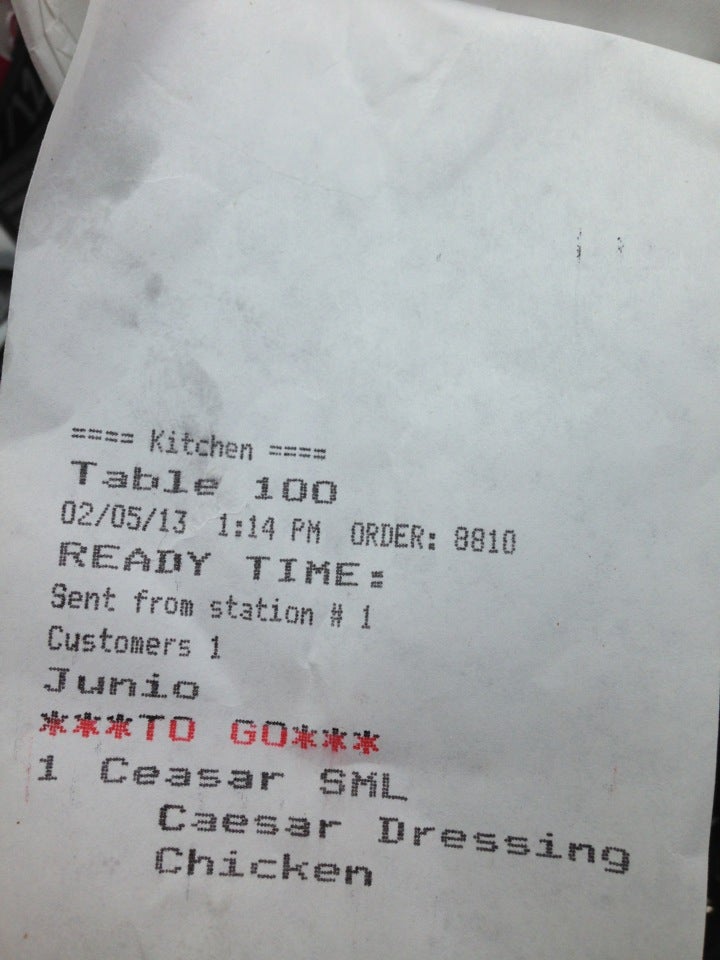 ==== Kitchen ====
Table 100
02/05/13 1:14 PM ORDER: 8810
READY TIME:
Sent from station # 1
Customers 1
Junio
***TO GO***
1 Ceasar SML
Caesar Dressing
Chicken